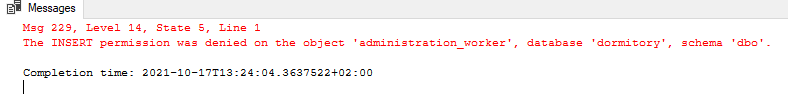 Messages
Msg 229, Level 14, State 5, Line 1
The INSERT permission was denied on the object 'administration_worker', database 'dormitory', schema 'dbo'.
Completion time: 2021-10-17T13:24:04.3637522+02:00